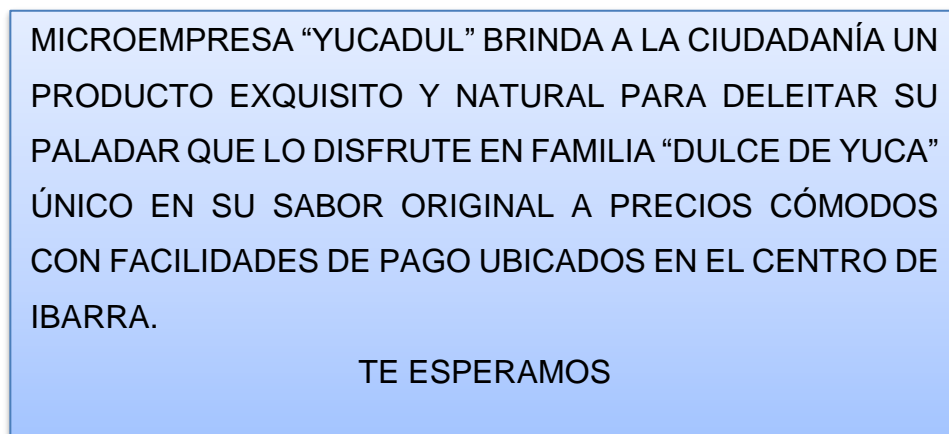 MICROEMPRESA “YUCADUL” BRINDA A LA CIUDADANÍA UN
PRODUCTO EXQUISITO Y NATURAL PARA DELEITAR SU
PALADAR QUE LO DISFRUTE EN FAMILIA “DULCE DE YUCA”
ÚNICO EN SU SABOR ORIGINAL A PRECIOS CÓMODOS
CON FACILIDADES DE PAGO UBICADOS EN EL CENTRO DE
IBARRA.
TE ESPERAMOS